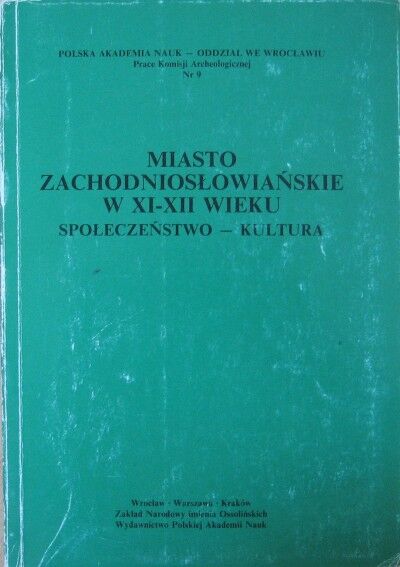 POLSKA AKADEMIA NAUK — ODDZIAŁ WE WROCŁAWIU
Prace Komisji Archeologicznej
Nr 9
MIASTO
ZACHODNIOSŁOWIAŃSKIE
W XI-XII WIEKU
SPOŁECZEŃSTWO — KULTURA
Wrocław · Warszawa · Kraków
Zakład Narodowy imienia Ossolińskich
Wydawnictwo Polskiej Akademii Nauk